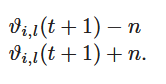 ϑ_{i,l}(t + 1) − n
ϑ_{i,l}(t + 1) + n.